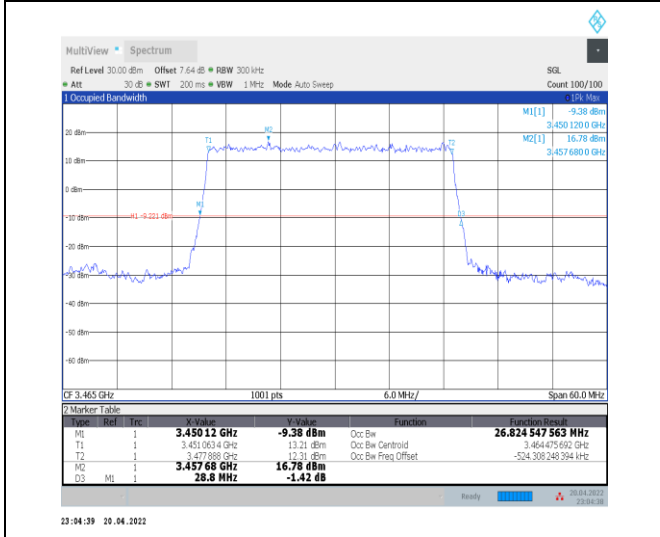 MultiView Spectrum
Ref Level 30.00 dBm Offset 7.64 dB RBW 300 kHz SGL
Att 30 dB SWT 200 ms VBW 1 MHz Mode Auto Sweep Count 100/100
1 Occupied Bandwidth 1Pk Max
M1[1] -9.38 dBm
3.450 120 0 GHz
M2[1] 16.78 dBm
3.457 680 0 GHz
20 dBm
M2
T1
T2
10 dBm
0 dBm
M1
D3
-10 dBm
H1 -9.221 dBm
-20 dBm
-30 dBm
-40 dBm
-50 dBm
-60 dBm
CF 3.465 GHz 1001 pts 6.0 MHz/ Span 60.0 MHz
2 Marker Table
Type Ref Trc X-Value Y-Value Function Function Result
M1 1 3.450 12 GHz -9.38 dBm Occ Bw 26.824 547 563 MHz
T1 1 3.451 063 4 GHz 13.21 dBm Occ Bw Centroid 3.464 475 692 GHz
T2 1 3.477 888 GHz 12.31 dBm Occ Bw Freq Offset -524.308 248 394 kHz
M2 1 3.457 68 GHz 16.78 dBm
D3 M1 1 28.8 MHz -1.42 dB
Ready 20.04.2022
23:04:38
23:04:39 20.04.2022